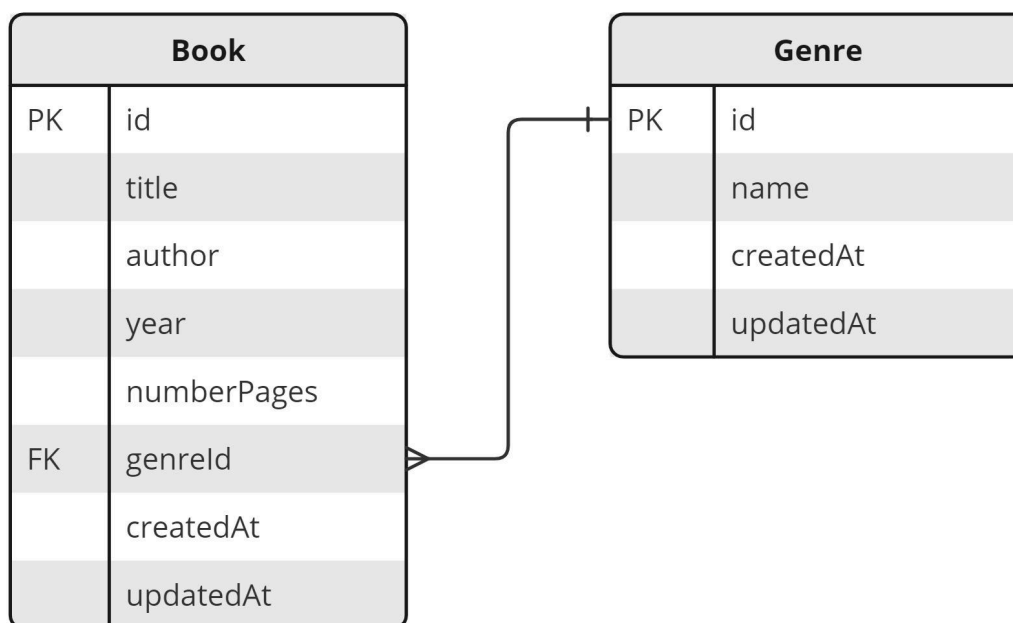 Book
PK id
title
author
year
numberPages
FK genreId
createdAt
updatedAt
Genre
PK id
name
createdAt
updatedAt